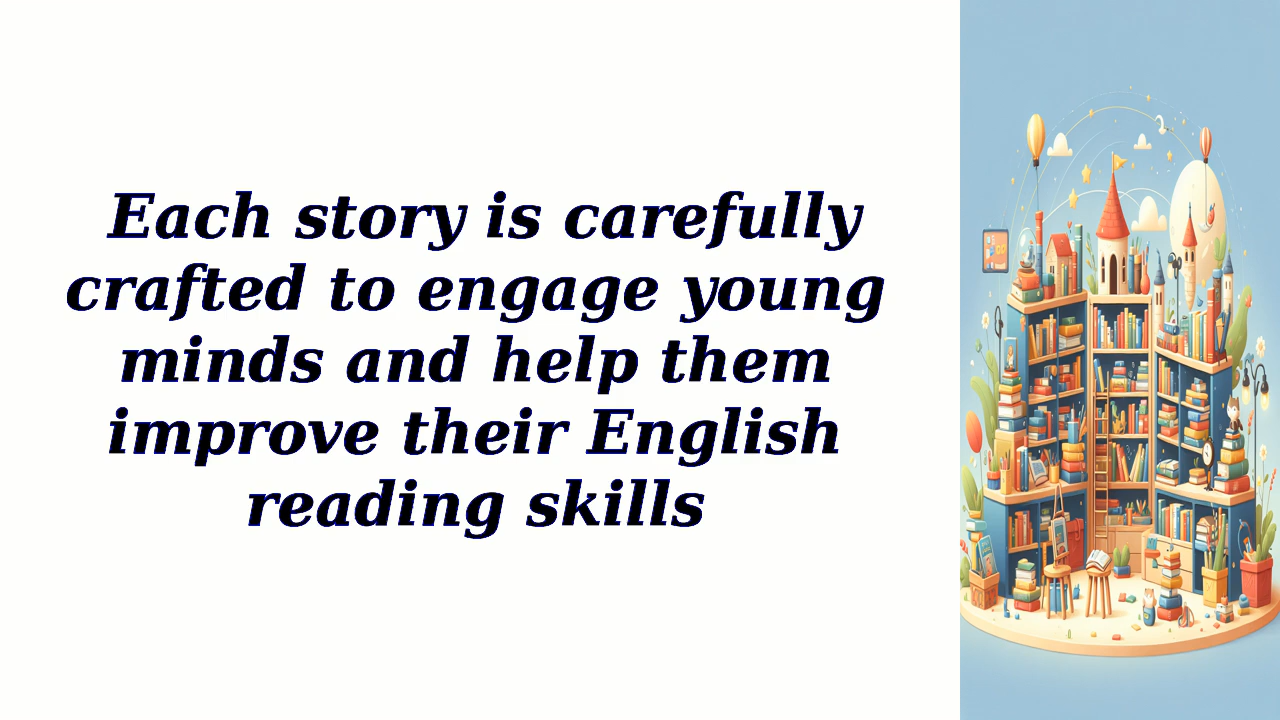 Each story is carefully
crafted to engage young
minds and help them
improve their English
reading skills